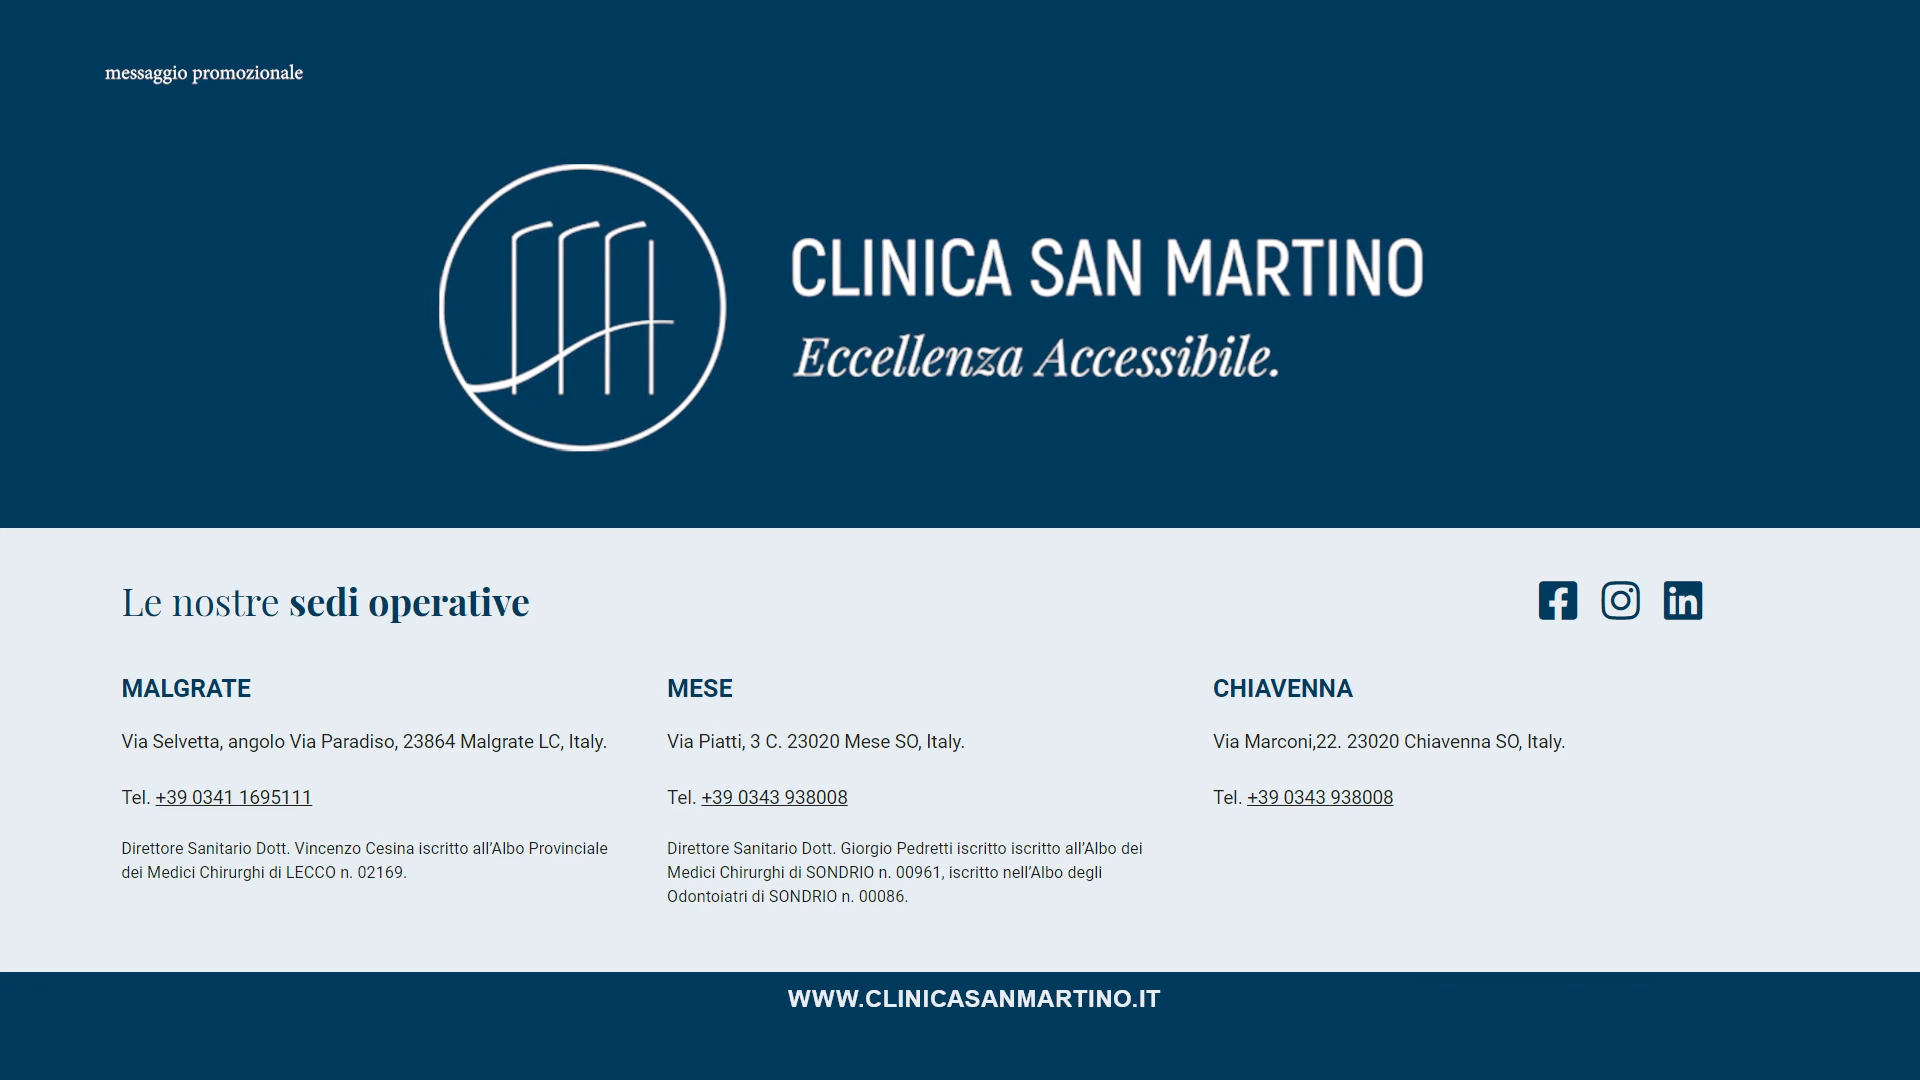 messaggio promozionale
CLINICA SAN MARTINO
Eccellenza Accessibile.
Le nostre sedi operative
MALGRATE
Via Selvetta, angolo Via Paradiso, 23864 Malgrate LC, Italy.
Tel. +39 0341 1695111
Direttore Sanitario Dott. Vincenzo Cesina iscritto all’Albo Provinciale
dei Medici Chirurghi di LECCO n. 02169.
MESE
Via Piatti, 3 C. 23020 Mese SO, Italy.
Tel. +39 0343 938008
Direttore Sanitario Dott. Giorgio Pedretti iscritto iscritto all’Albo dei
Medici Chirurghi di SONDRIO n. 00961, iscritto nell’Albo degli
Odontoiatri di SONDRIO n. 00086.
CHIAVENNA
Via Marconi,22. 23020 Chiavenna SO, Italy.
Tel. +39 0343 938008
WWW.CLINICASANMARTINO.IT